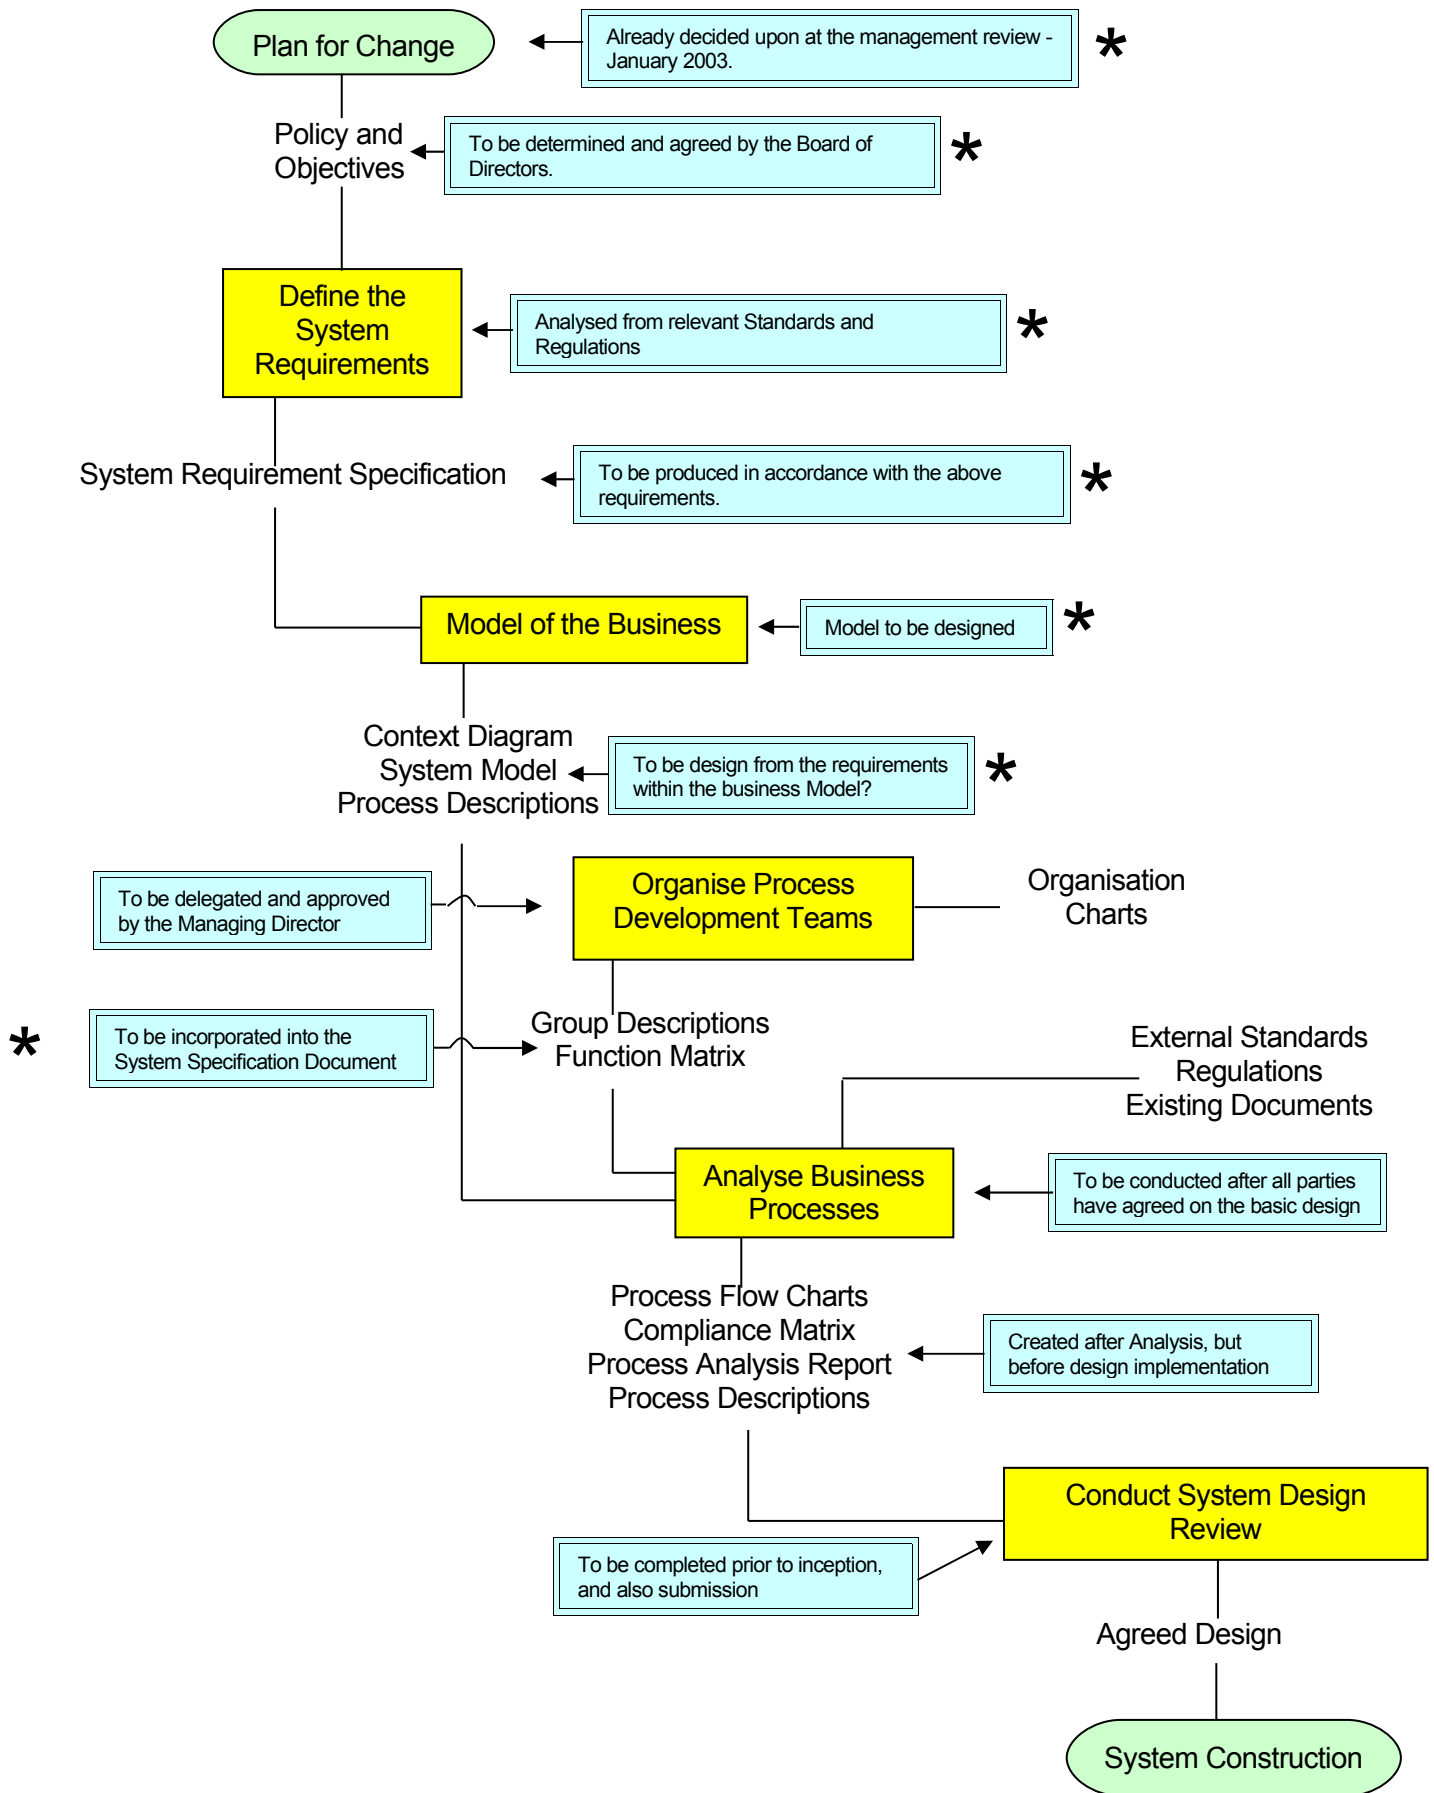 Plan for Change
Already decided upon at the management review -
January 2003.
*
Policy and
Objectives
To be determined and agreed by the Board of
Directors.
*
Define the
System
Requirements
Analysed from relevant Standards and
Regulations
*
System Requirement Specification
To be produced in accordance with the above
requirements.
*
Model of the Business
Model to be designed
*
Context Diagram
System Model
Process Descriptions
To be design from the requirements
within the business Model?
*
To be delegated and approved
by the Managing Director
Organise Process
Development Teams
Organisation
Charts
*
To be incorporated into the
System Specification Document
Group Descriptions
Function Matrix
External Standards
Regulations
Existing Documents
Analyse Business
Processes
To be conducted after all parties
have agreed on the basic design
Process Flow Charts
Compliance Matrix
Process Analysis Report
Process Descriptions
Created after Analysis, but
before design implementation
Conduct System Design
Review
To be completed prior to inception,
and also submission
Agreed Design
System Construction